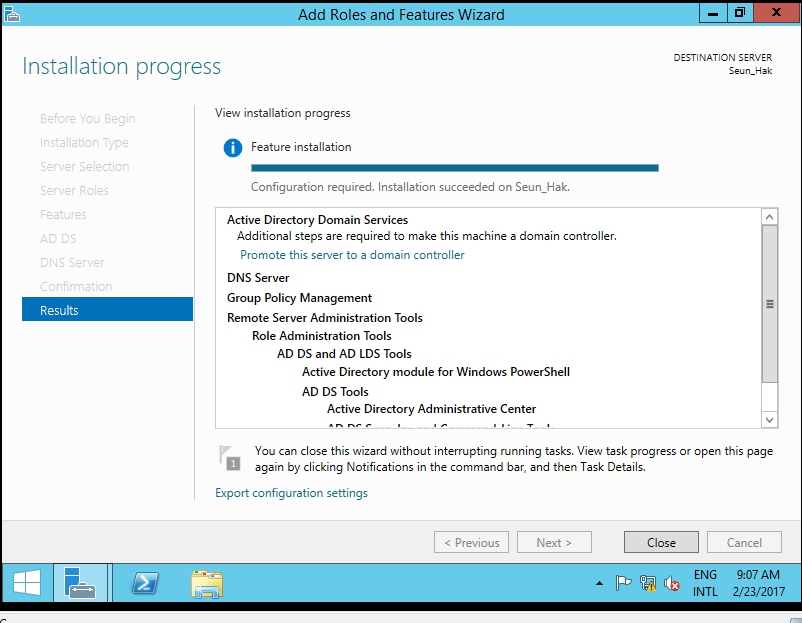 Add Roles and Features Wizard
Installation progress
DESTINATION SERVER
Seun_Hak
Before You Begin
Installation Type
Server Selection
Server Roles
Features
AD DS
DNS Server
Confirmation
Results
View installation progress
Feature installation
Configuration required. Installation succeeded on Seun_Hak.
Active Directory Domain Services
Additional steps are required to make this machine a domain controller.
Promote this server to a domain controller
DNS Server
Group Policy Management
Remote Server Administration Tools
Role Administration Tools
AD DS and AD LDS Tools
Active Directory module for Windows PowerShell
AD DS Tools
Active Directory Administrative Center
1
You can close this wizard without interrupting running tasks. View task progress or open this page
again by clicking Notifications in the command bar, and then Task Details.
Export configuration settings
< Previous
Next >
Close
Cancel
ENG
INTL
9:07 AM
2/23/2017